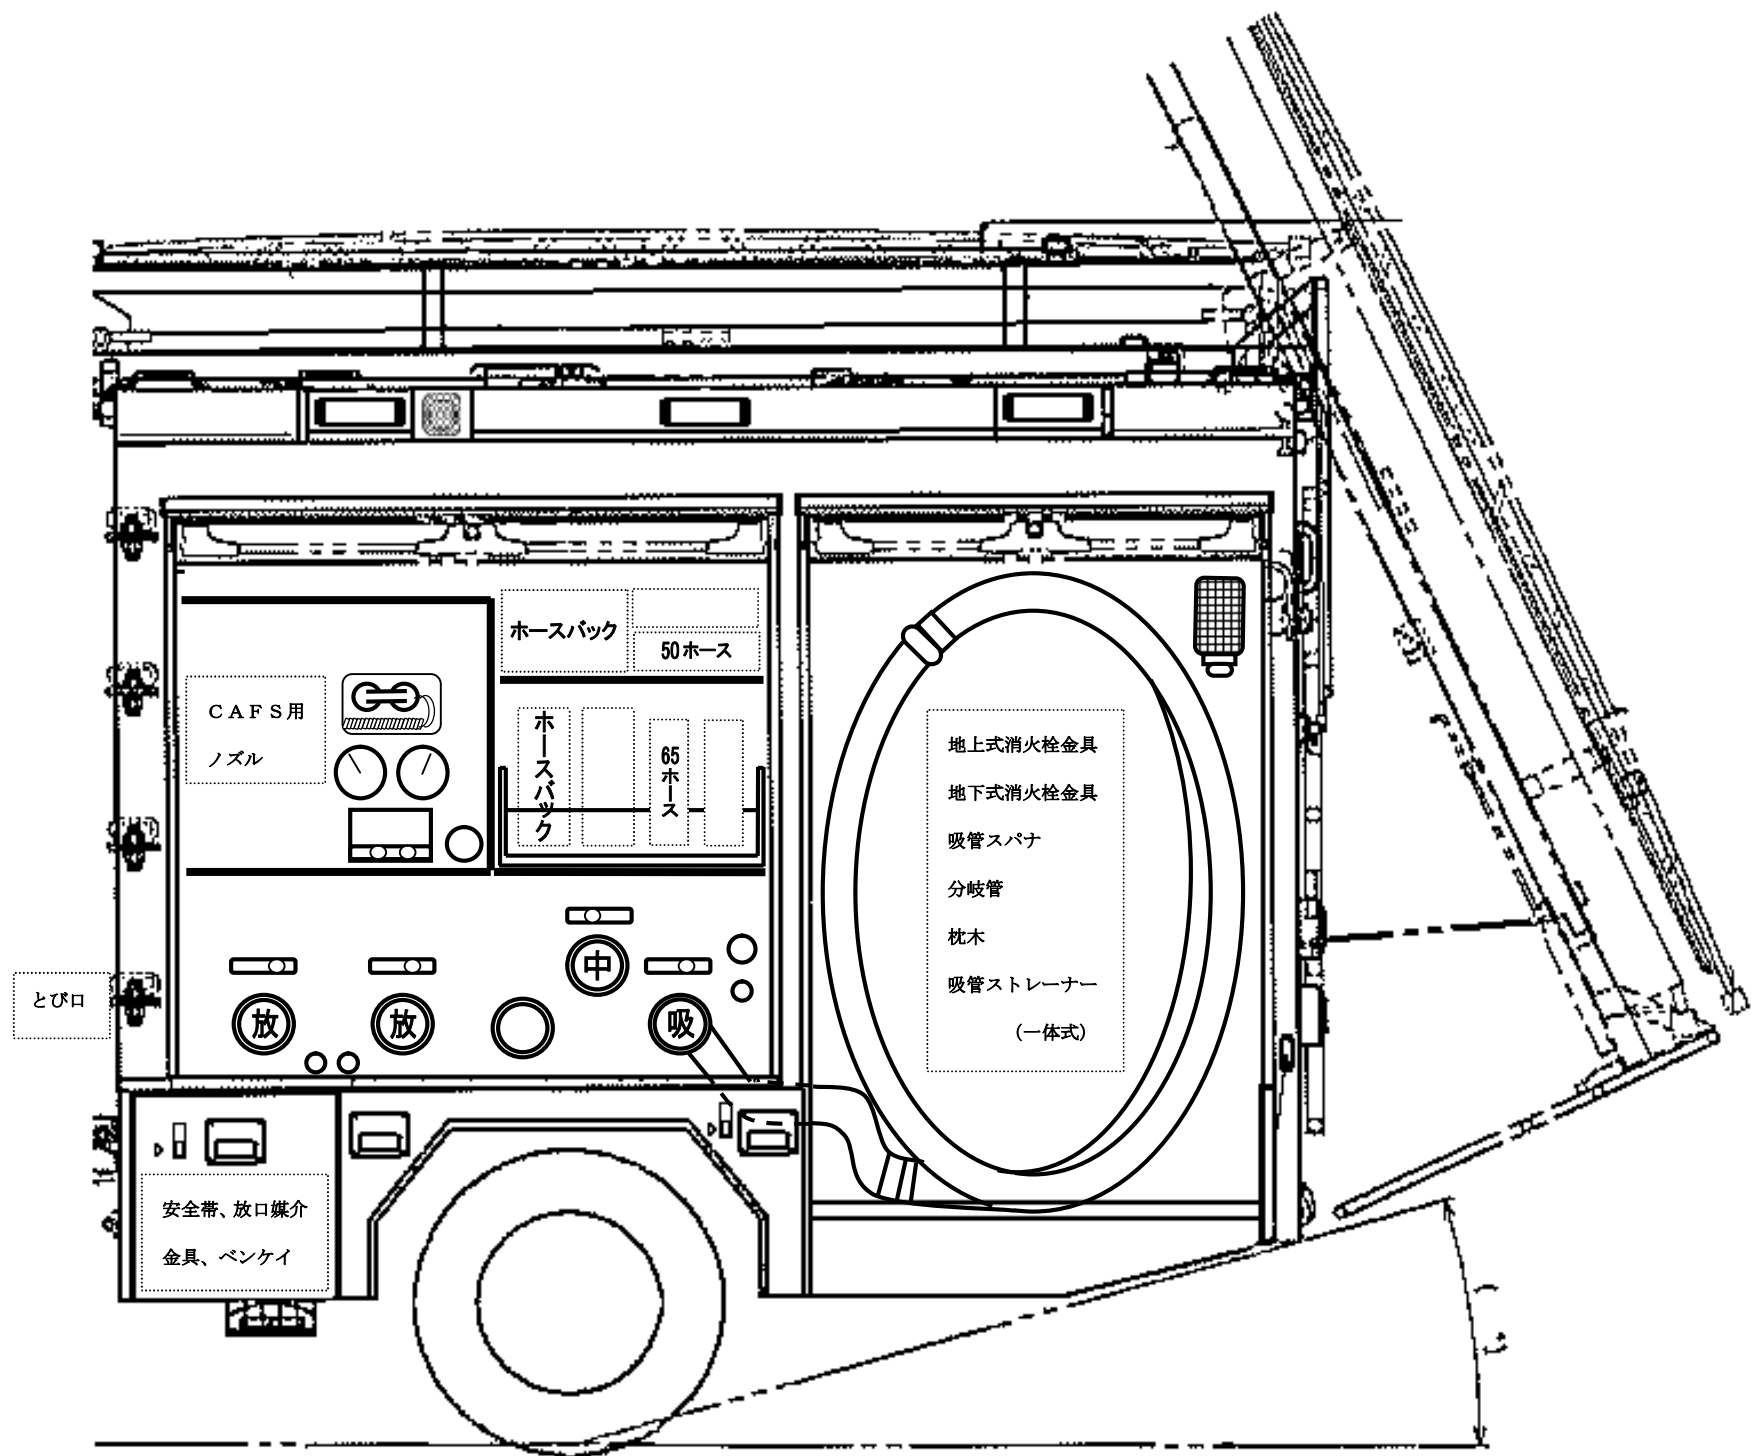 ホースバック
50ホース
CAFS用
ノズル
ホースバック
65ホース
地上式消火栓金具
地下式消火栓金具
吸管スパナ
分岐管
枕木
吸管ストレーナー
(一体式)
中
とび口
放
放
吸
安全帯、放口媒介
金具、ベンケイ